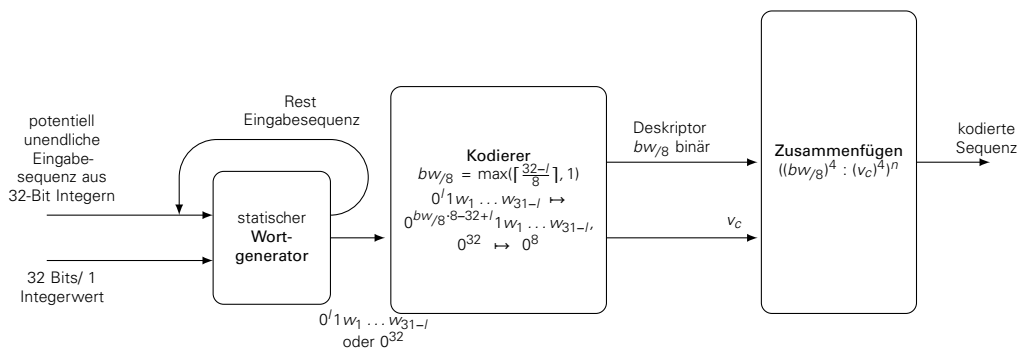 potentiell
unendliche
Eingabe-
sequenz aus
32-Bit Integern
32 Bits/ 1
Integerwert
Rest
Eingabesequenz
statischer
Wort-
generator
0^l 1w_1 … w_{31−l}
oder 0^{32}
Kodierer
bw_{/8} = max(⌈\frac{32−l}{8}⌉, 1)
0^l 1w_1 … w_{31−l} ↦
0^{bw_{/8}·8−32+l} 1w_1 … w_{31−l},
0^{32} ↦ 0^8
Deskriptor
bw_{/8} binär
v_c
Zusammenfügen
((bw_{/8})^4 : (v_c)^4)^n
kodierte
Sequenz